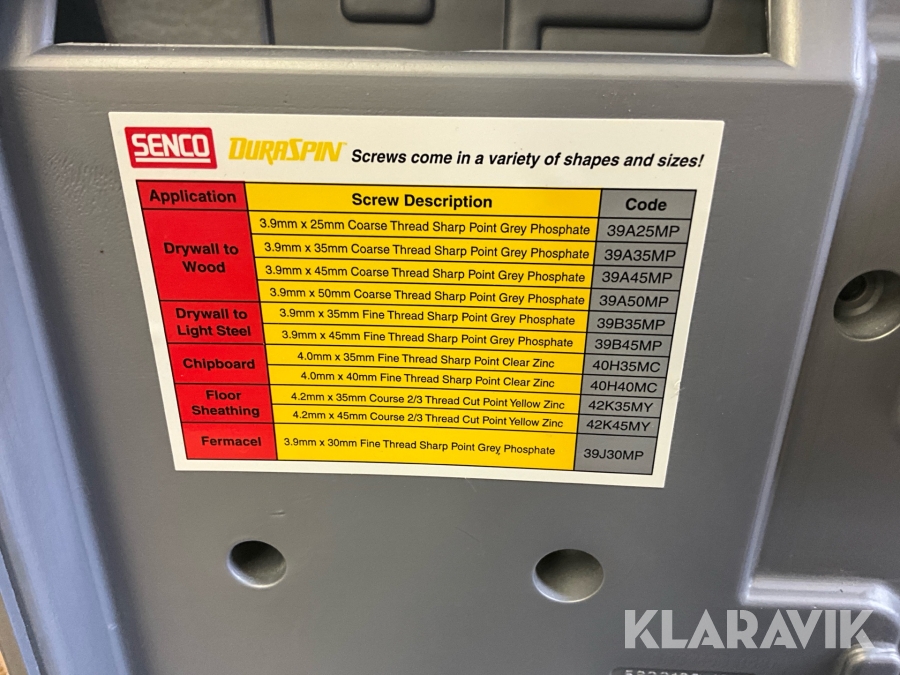 SENCO DURASPIN™ Screws come in a variety of shapes and sizes!
Application Screw Description Code
Drywall to Wood
3.9mm x 25mm Coarse Thread Sharp Point Grey Phosphate 39A25MP
3.9mm x 35mm Coarse Thread Sharp Point Grey Phosphate 39A35MP
3.9mm x 45mm Coarse Thread Sharp Point Grey Phosphate 39A45MP
3.9mm x 50mm Coarse Thread Sharp Point Grey Phosphate 39A50MP
Drywall to Light Steel
3.9mm x 35mm Fine Thread Sharp Point Grey Phosphate 39B35MP
3.9mm x 45mm Fine Thread Sharp Point Grey Phosphate 39B45MP
Chipboard
4.0mm x 35mm Fine Thread Sharp Point Clear Zinc 40H35MC
4.0mm x 40mm Fine Thread Sharp Point Clear Zinc 40H40MC
Floor Sheathing
4.2mm x 35mm Course 2/3 Thread Cut Point Yellow Zinc 42K35MY
4.2mm x 45mm Course 2/3 Thread Cut Point Yellow Zinc 42K45MY
Fermacel 3.9mm x 30mm Fine Thread Sharp Point Grey Phosphate 39J30MP
KLARAVIK